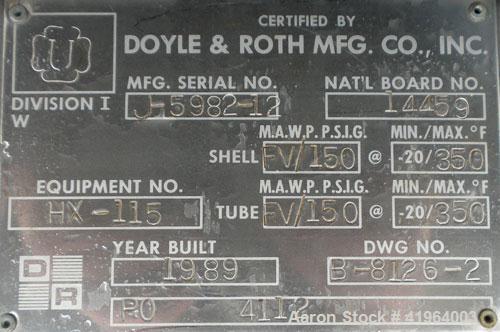 CERTIFIED BY
DOYLE & ROTH MFG. CO., INC.
U
DIVISION I
W
MFG. SERIAL NO. NAT'L BOARD NO.
J-5982-12 14459
M.A.W.P. P.S.I.G. MIN./MAX. °F
SHELL FV/150 @ -20/350
EQUIPMENT NO. M.A.W.P. P.S.I.G. MIN./MAX. °F
HX-115 TUBE FV/150 @ -20/350
D R
YEAR BUILT DWG NO.
1989 B-8126-2
PO 4112
Aaron Stock # 41964003